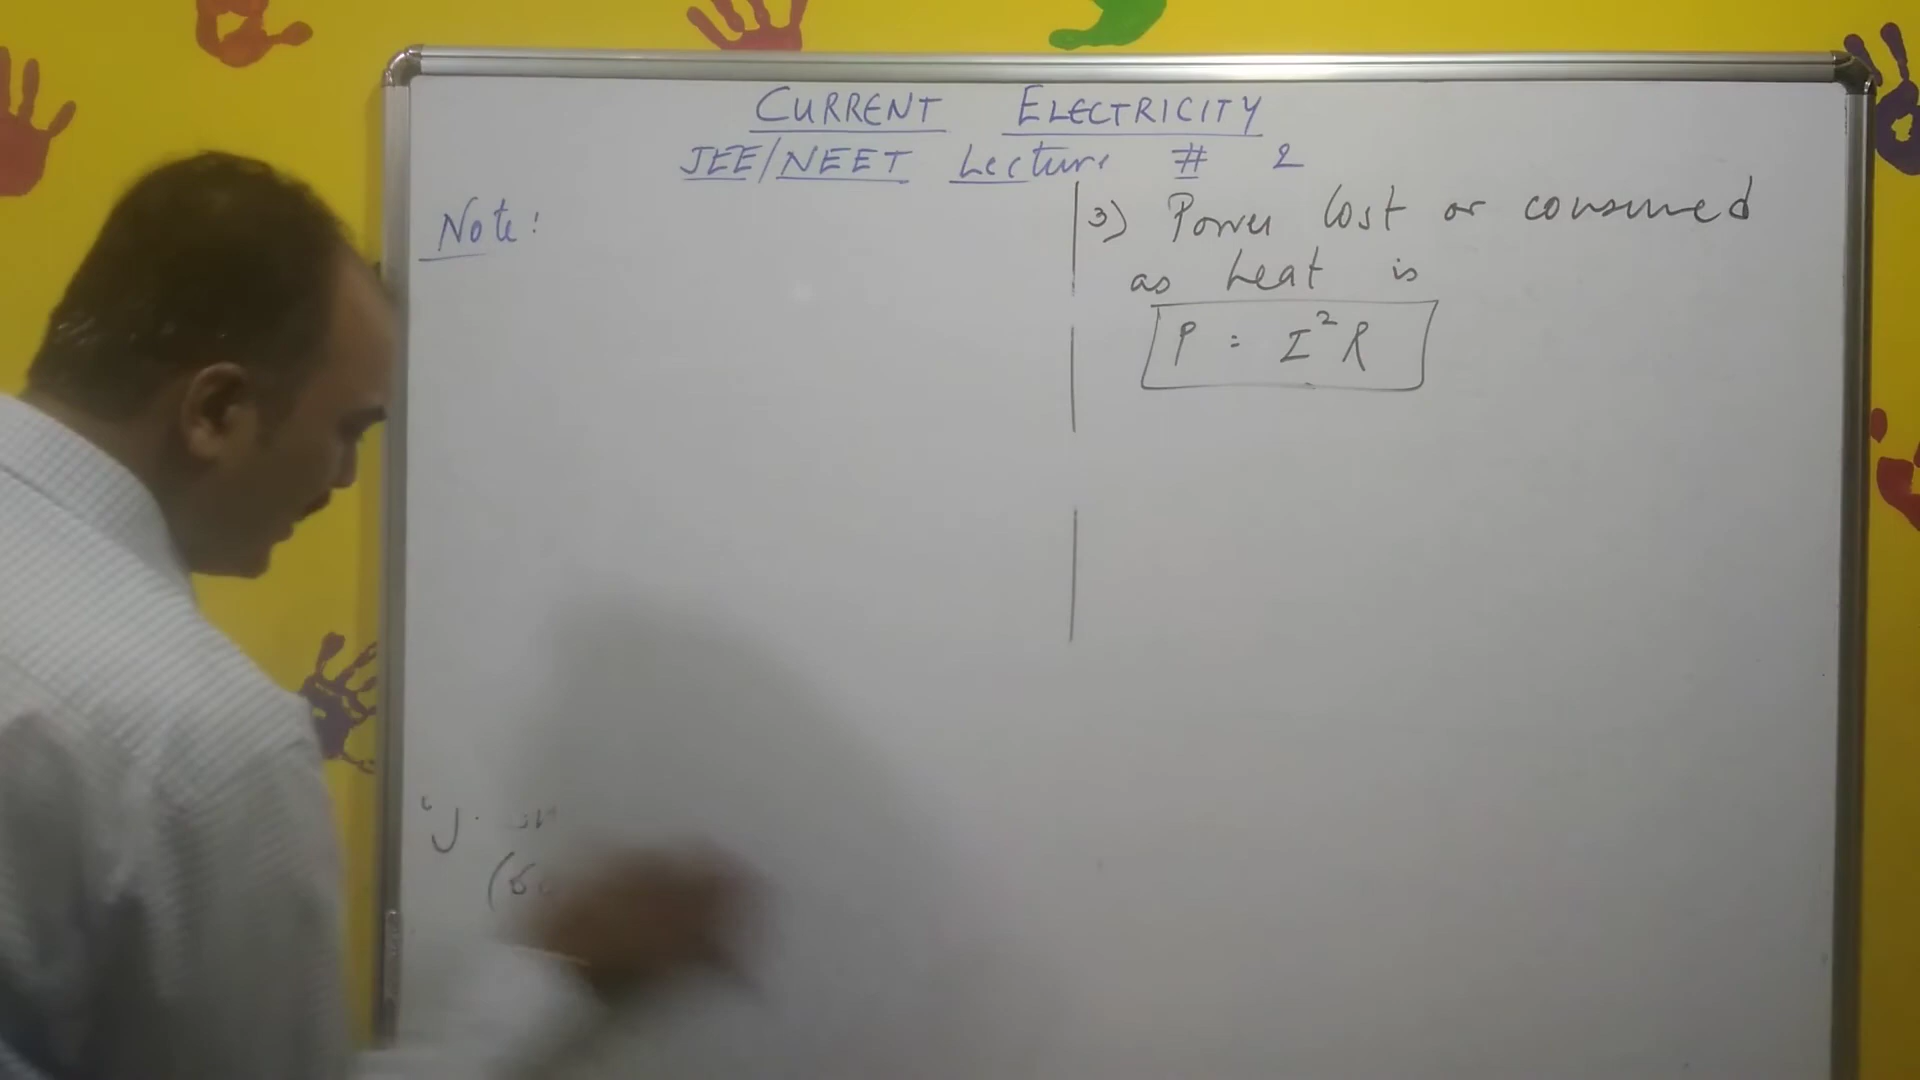 CURRENT ELECTRICITY
JEE/NEET Lecture # 2
Note:
3) Power lost or consumed
as heat is
P = I²R